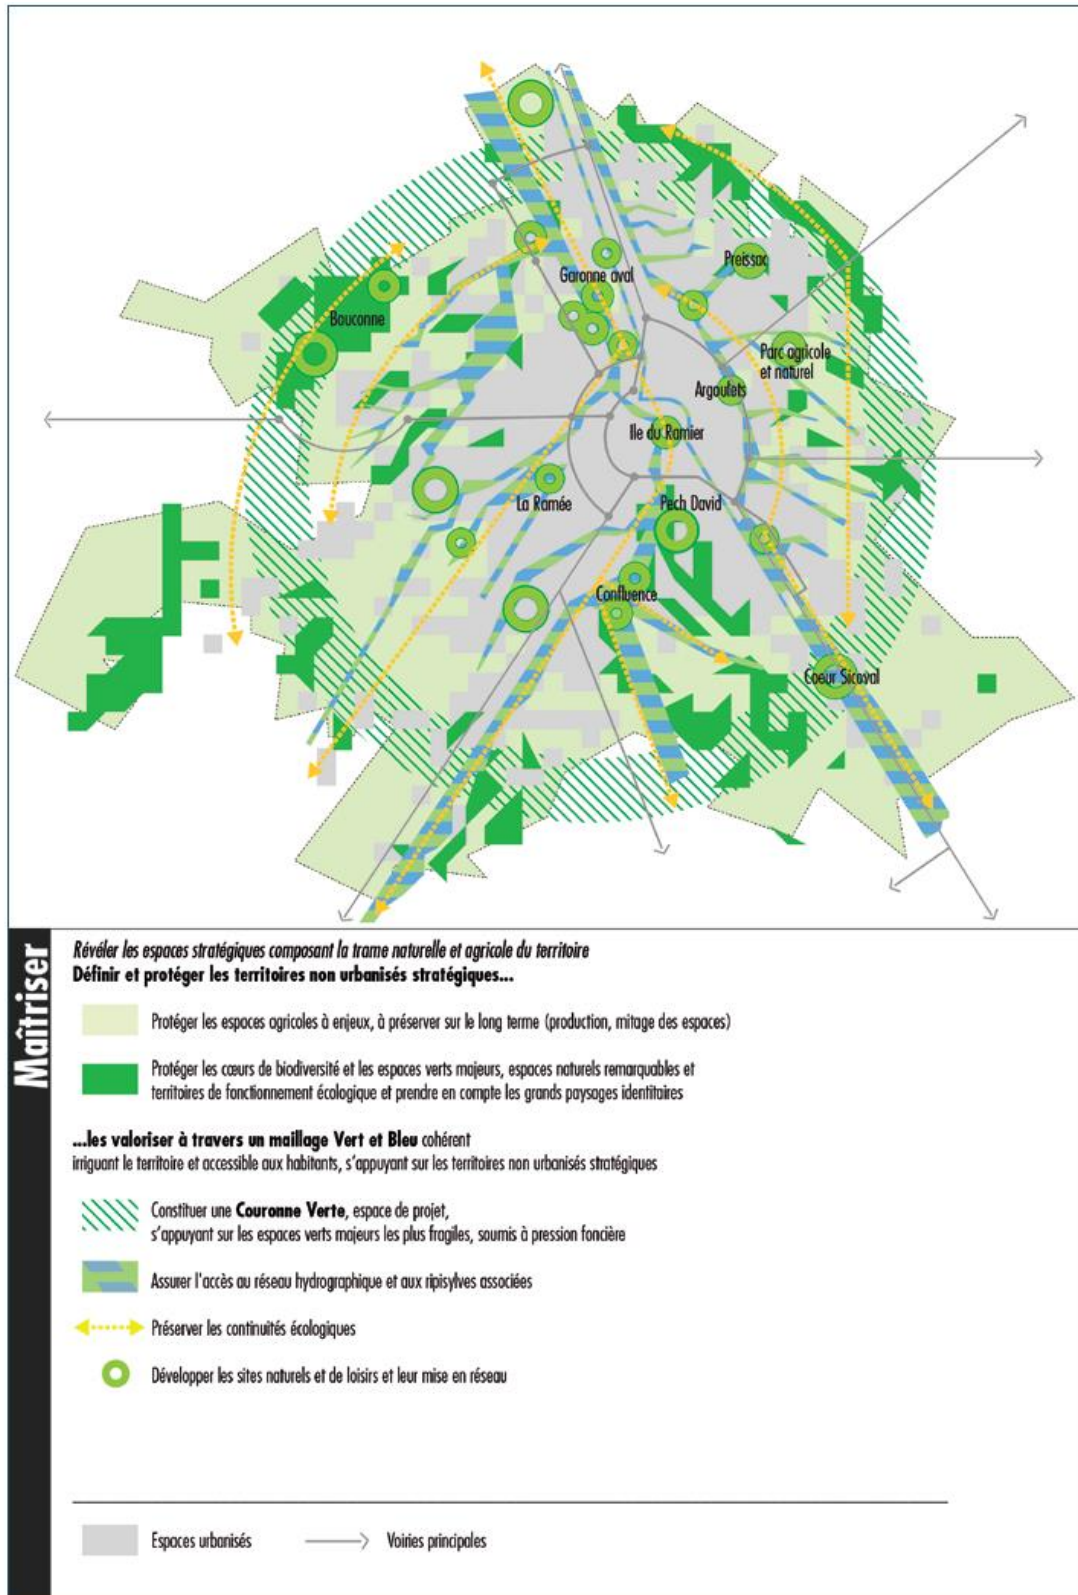 Preissac
Garonne aval
Bouconne
Parc agricole
et naturel
Argoulets
Ile du Ramier
La Ramée
Pech David
Confluence
Coeur Sicoval
Maîtriser
Révéler les espaces stratégiques composant la trame naturelle et agricole du territoire
Définir et protéger les territoires non urbanisés stratégiques...
Protéger les espaces agricoles à enjeux, à préserver sur le long terme (production, mitage des espaces)
Protéger les cœurs de biodiversité et les espaces verts majeurs, espaces naturels remarquables et
territoires de fonctionnement écologique et prendre en compte les grands paysages identitaires
...les valoriser à travers un maillage Vert et Bleu cohérent
irriguant le territoire et accessible aux habitants, s'appuyant sur les territoires non urbanisés stratégiques
Constituer une Couronne Verte, espace de projet,
s'appuyant sur les espaces verts majeurs les plus fragiles, soumis à pression foncière
Assurer l'accès au réseau hydrographique et aux ripisylves associées
Préserver les continuités écologiques
Développer les sites naturels et de loisirs et leur mise en réseau
Espaces urbanisés
Voiries principales